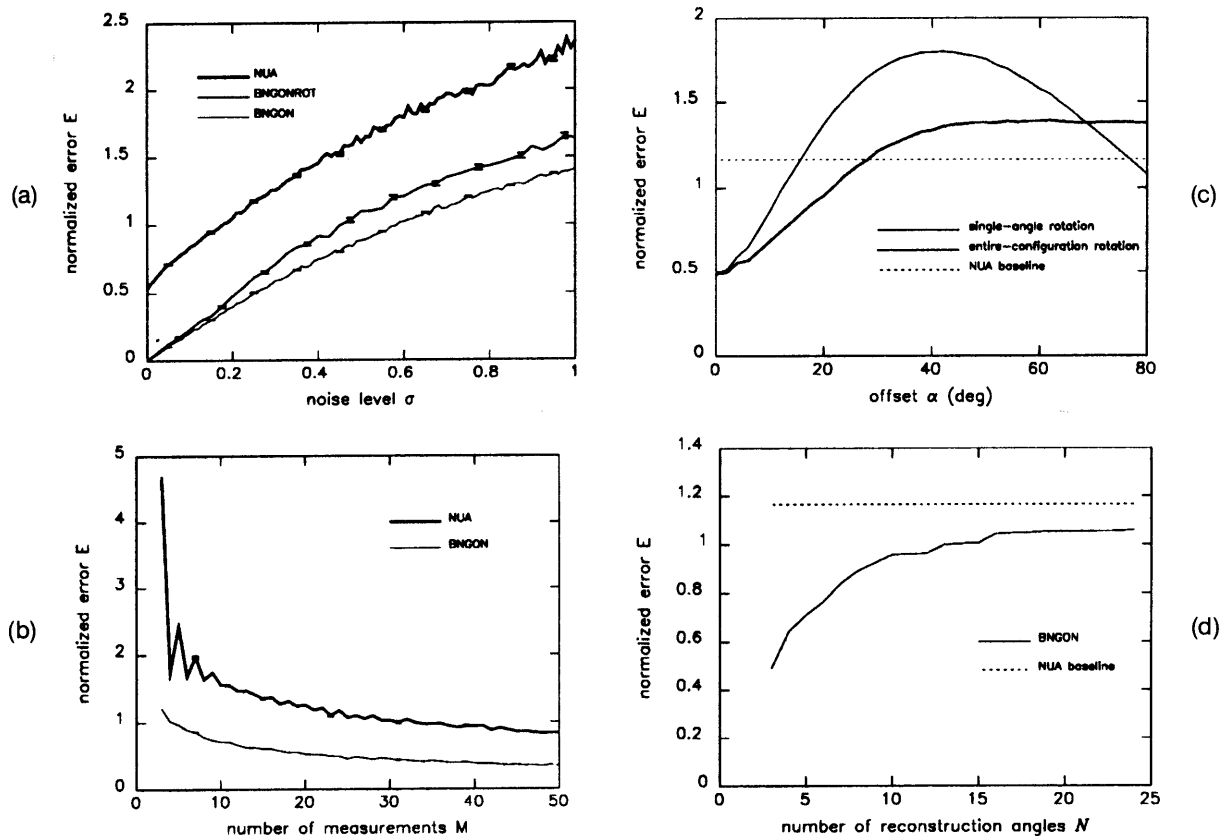 (a)
normalized error E
2.5
2
1.5
1
0.5
0
NUA
BNGONROT
BNGON
0 0.2 0.4 0.6 0.8 1
noise level σ
(c)
normalized error E
2
1.5
1
0.5
0
single-angle rotation
entire-configuration rotation
NUA baseline
0 20 40 60 80
offset α (deg)
(b)
normalized error E
5
4
3
2
1
0
NUA
BNGON
0 10 20 30 40 50
number of measurements M
(d)
normalized error E
1.4
1.2
1
0.8
0.6
0.4
0.2
0
BNGON
NUA baseline
0 5 10 15 20 25
number of reconstruction angles N